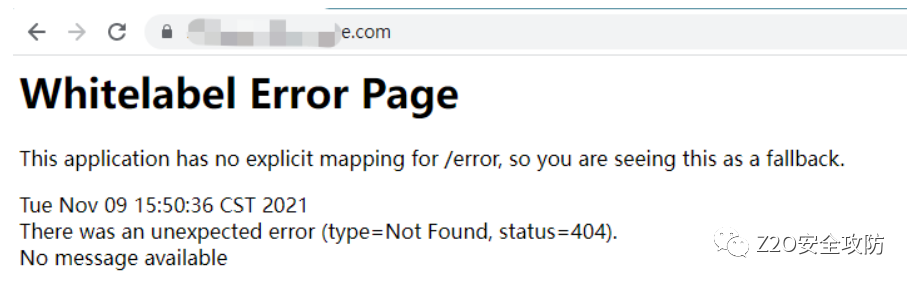 e.com
Whitelabel Error Page
This application has no explicit mapping for /error, so you are seeing this as a fallback.
Tue Nov 09 15:50:36 CST 2021
There was an unexpected error (type=Not Found, status=404).
No message available
Z2O安全攻防